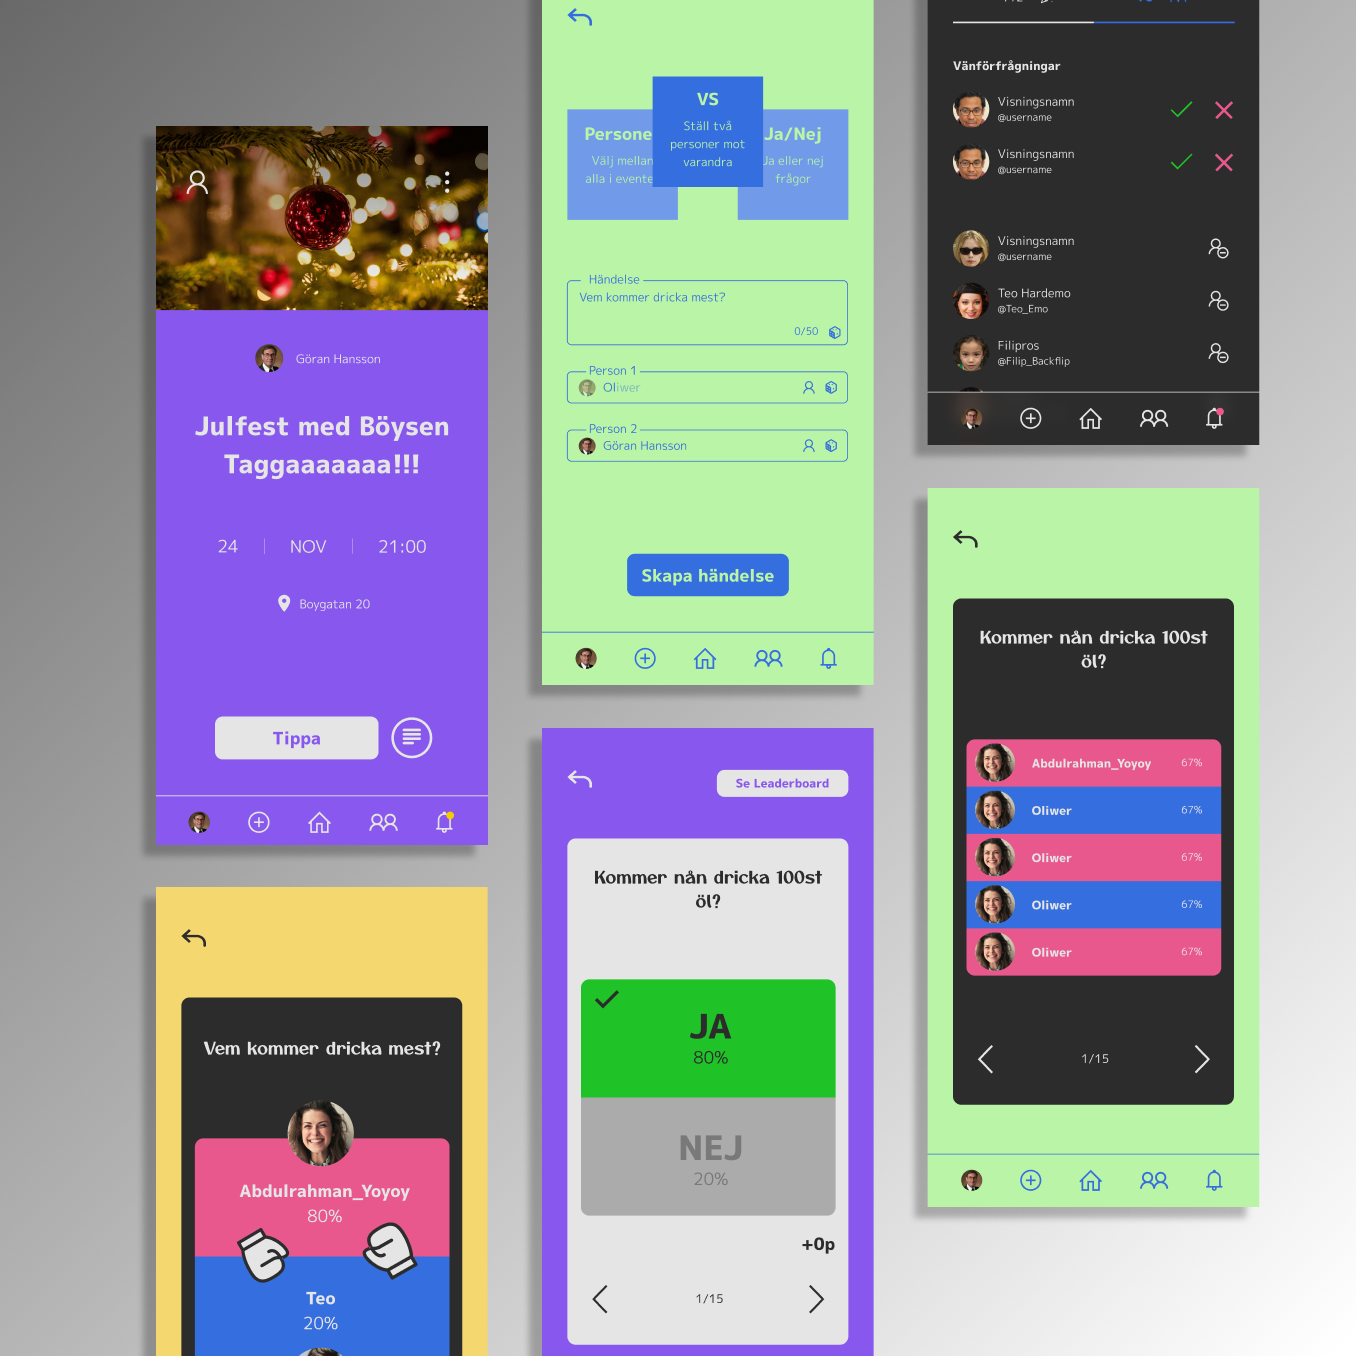 Göran Hansson
Julfest med Böysen
Taggaaaaaaa!!!
24
NOV
21:00
Boygatan 20
Tippa
Vem kommer dricka mest?
Abdulrahman_Yoyoy
80%
Teo
20%
Persone
Välj mellan
alla i evente
VS
Ställ två
personer mot
varandra
Ja/Nej
Ja eller nej
frågor
Händelse
Vem kommer dricka mest?
0/50
Person 1
Oliwer
Person 2
Göran Hansson
Skapa händelse
Se Leaderboard
Kommer nån dricka 100st
öl?
JA
80%
NEJ
20%
+0p
1/15
Vänförfrågningar
Visningsnamn
@username
Visningsnamn
@username
Visningsnamn
@username
Teo Hardemo
@Teo_Emo
Filipros
@Filip_Backflip
Kommer nån dricka 100st
öl?
Abdulrahman_Yoyoy 67%
Oliwer 67%
Oliwer 67%
Oliwer 67%
Oliwer 67%
1/15